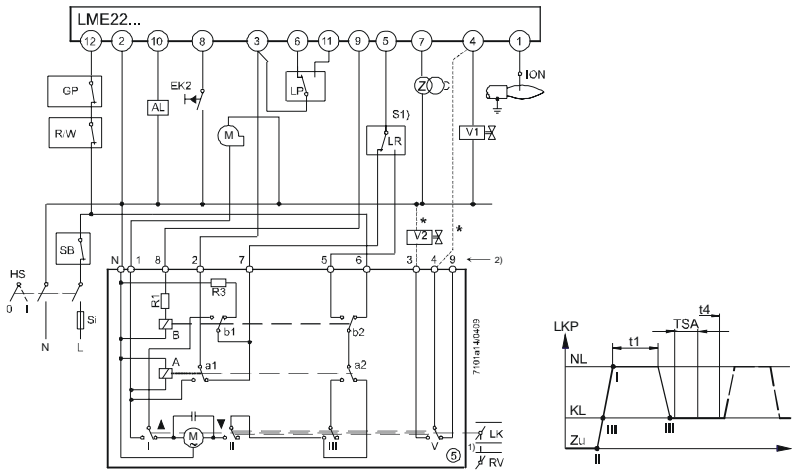 LME22...
12 2 10 8 3 6 11 9 5 7 4 1
GP
R/W
AL
EK2
M
LP
S1)
LR
Z
V1
ION
SB
HS
0 I
Si
N L
V2
*
*
N 1 8 2 7 5 6 3 4 9
2)
R1
R3
B
b1
b2
A
a1
a2
I
M
~
II
III
V
LK
1)
RV
5
7101a14/0409
LKP
NL
KL
Zu
t1
TSA
t4
I
III
III
II